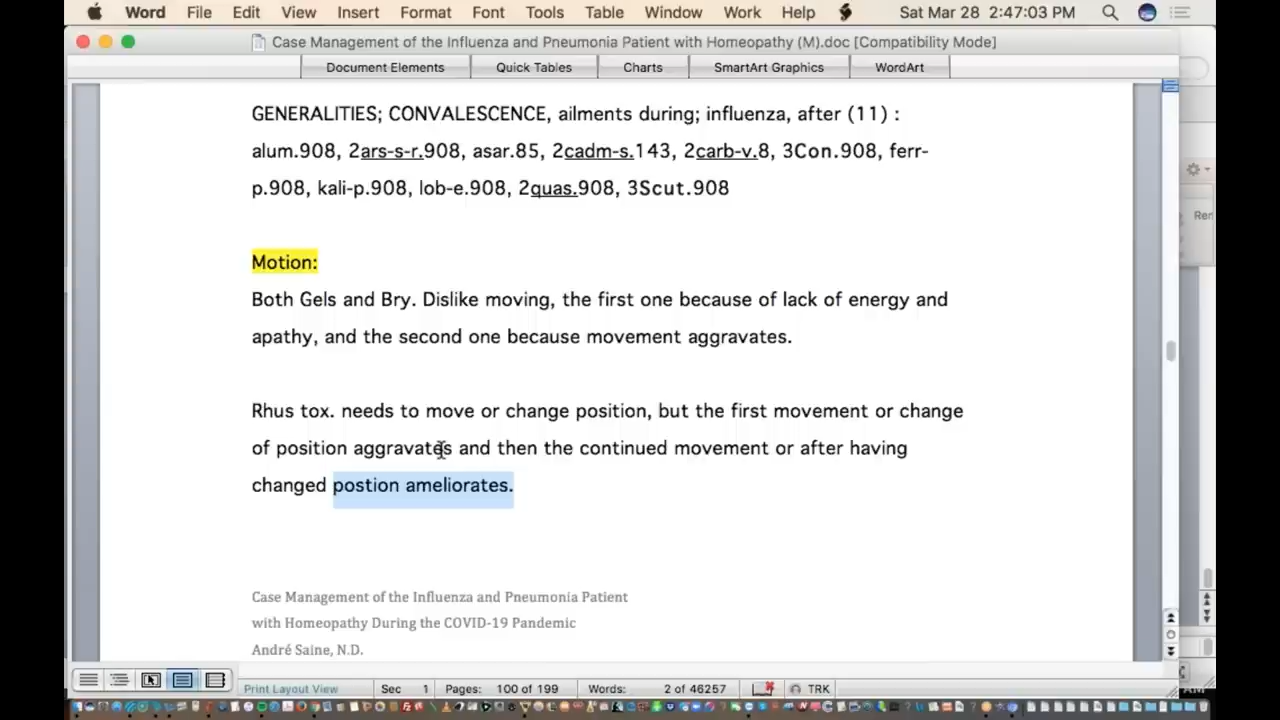 Word File Edit View Insert Format Font Tools Table Window Work Help Sat Mar 28 2:47:03 PM
Case Management of the Influenza and Pneumonia Patient with Homeopathy (M).doc [Compatibility Mode]
Document Elements Quick Tables Charts SmartArt Graphics WordArt
GENERALITIES; CONVALESCENCE, ailments during; influenza, after (11) :
alum.908, 2ars-s-r.908, asar.85, 2cadm-s.143, 2carb-v.8, 3Con.908, ferr-
p.908, kali-p.908, lob-e.908, 2quas.908, 3Scut.908
Motion:
Both Gels and Bry. Dislike moving, the first one because of lack of energy and
apathy, and the second one because movement aggravates.
Rhus tox. needs to move or change position, but the first movement or change
of position aggravates and then the continued movement or after having
changed postion ameliorates.
Case Management of the Influenza and Pneumonia Patient
with Homeopathy During the COVID-19 Pandemic
André Saine, N.D.
Print Layout View Sec 1 Pages: 100 of 199 Words: 2 of 46257 TRK